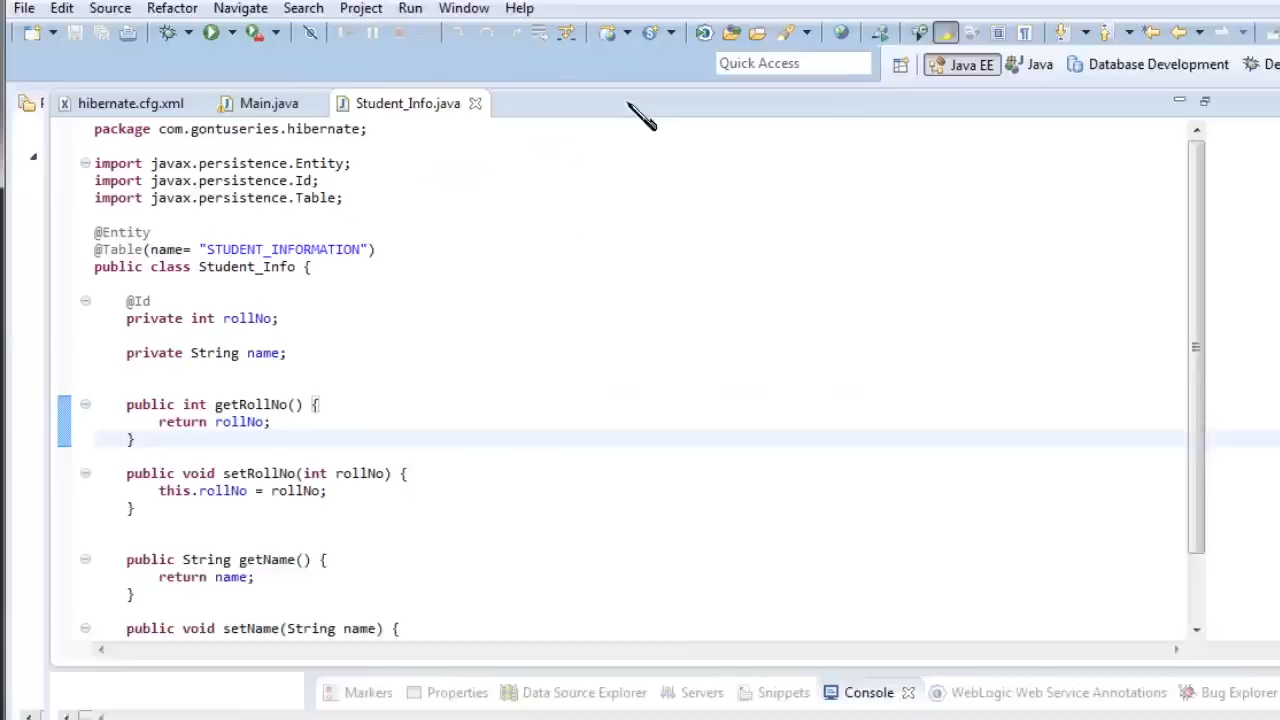 File Edit Source Refactor Navigate Search Project Run Window Help
Quick Access Java EE Java Database Development
hibernate.cfg.xml Main.java Student_Info.java
package com.gontuseries.hibernate;
import javax.persistence.Entity;
import javax.persistence.Id;
import javax.persistence.Table;
@Entity
@Table(name= "STUDENT_INFORMATION")
public class Student_Info {
@Id
private int rollNo;
private String name;
public int getRollNo() {
return rollNo;
}
public void setRollNo(int rollNo) {
this.rollNo = rollNo;
}
public String getName() {
return name;
}
public void setName(String name) {
Markers Properties Data Source Explorer Servers Snippets Console WebLogic Web Service Annotations Bug Explorer